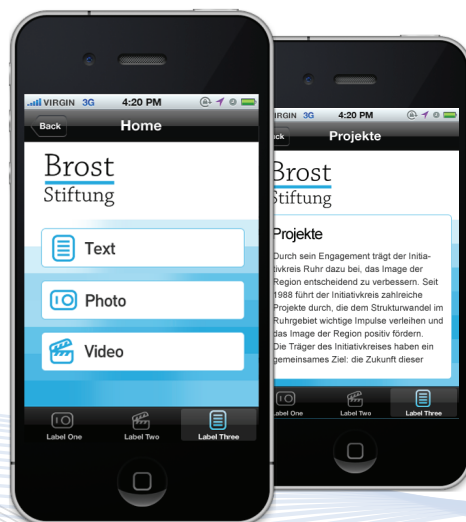 VIRGIN 3G 4:20 PM
Back Home
Brost
Stiftung
Text
Photo
Video
Label One Label Two Label Three
VIRGIN 3G 4:20 PM
Projekte
Brost
Stiftung
Projekte
Durch sein Engagement trägt der Initia-
tivkreis Ruhr dazu bei, das Image der
Region entscheidend zu verbessern. Seit
1988 führt der Initiativkreis zahlreiche
Projekte durch, die dem Strukturwandel im
Ruhrgebiet wichtige Impulse verleihen und
das Image der Region positiv fördern.
Die Träger des Initiativkreises haben ein
gemeinsames Ziel: die Zukunft dieser
Label One Label Two Label Three